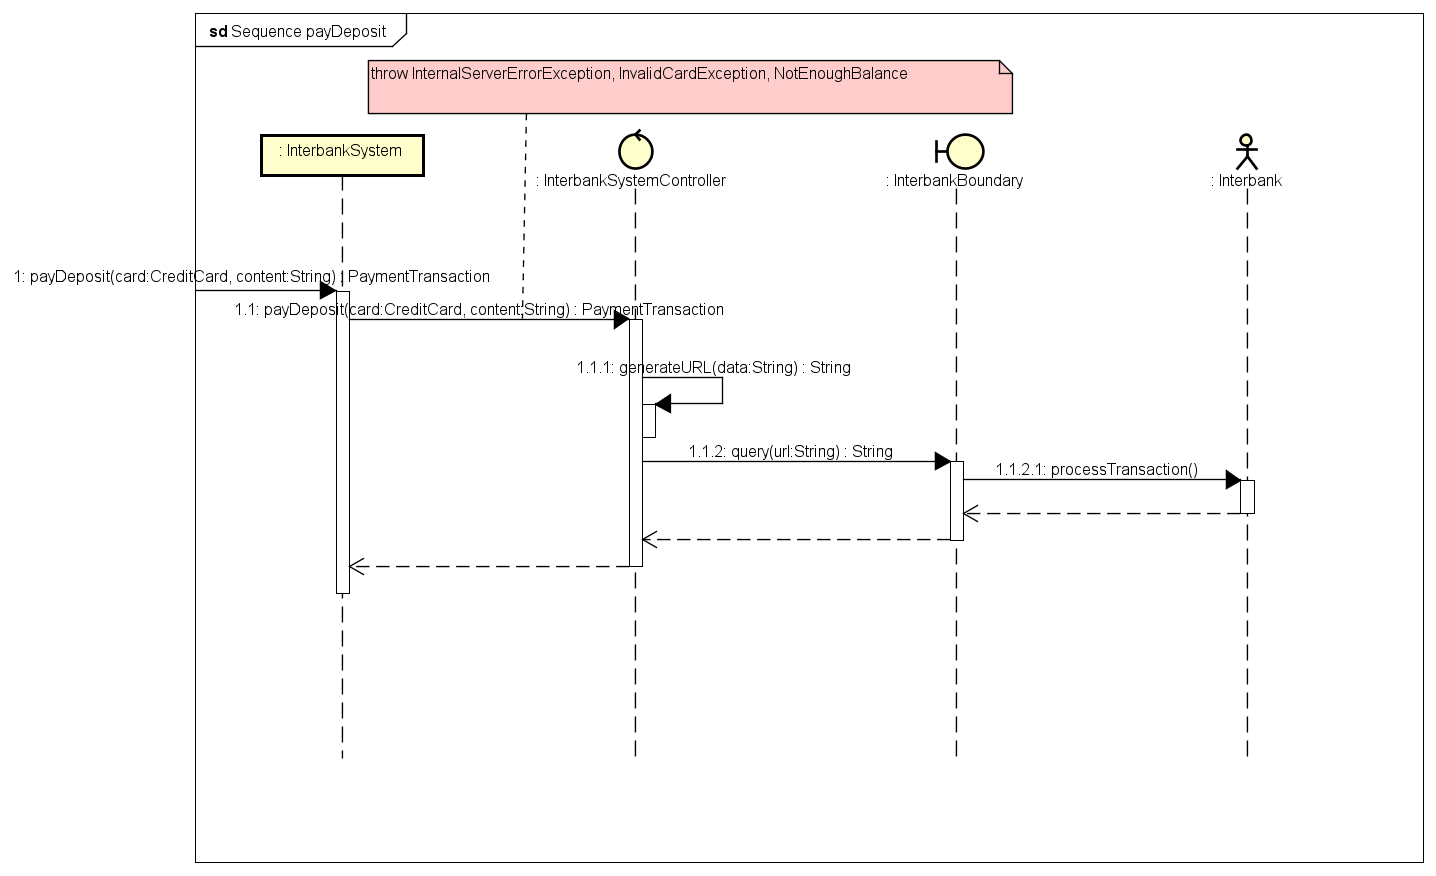 sd Sequence payDeposit
throw InternalServerErrorException, InvalidCardException, NotEnoughBalance
: InterbankSystem
: InterbankSystemController
: InterbankBoundary
: Interbank
1: payDeposit(card:CreditCard, content:String) : PaymentTransaction
1.1: payDeposit(card:CreditCard, content:String) : PaymentTransaction
1.1.1: generateURL(data:String) : String
1.1.2: query(url:String) : String
1.1.2.1: processTransaction()